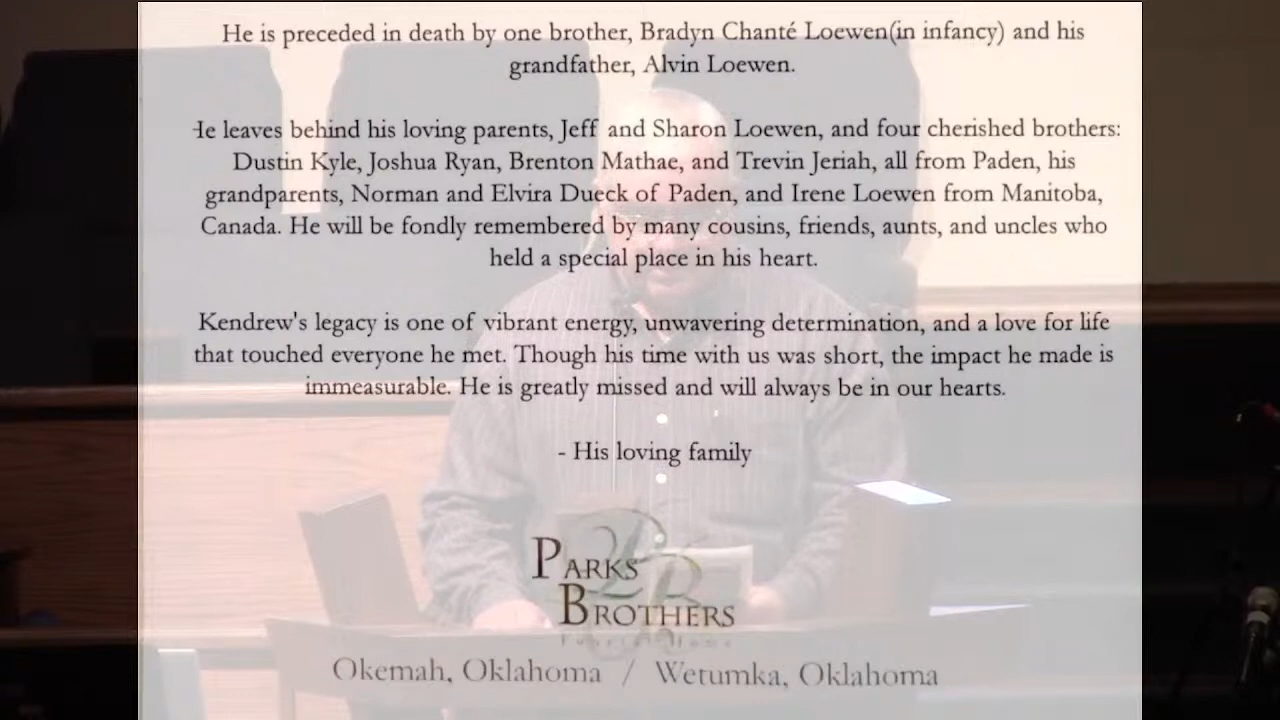 He is preceded in death by one brother, Bradyn Chanté Loewen(in infancy) and his
grandfather, Alvin Loewen.
He leaves behind his loving parents, Jeff and Sharon Loewen, and four cherished brothers:
Dustin Kyle, Joshua Ryan, Brenton Mathae, and Trevin Jeriah, all from Paden, his
grandparents, Norman and Elvira Dueck of Paden, and Irene Loewen from Manitoba,
Canada. He will be fondly remembered by many cousins, friends, aunts, and uncles who
held a special place in his heart.
Kendrew's legacy is one of vibrant energy, unwavering determination, and a love for life
that touched everyone he met. Though his time with us was short, the impact he made is
immeasurable. He is greatly missed and will always be in our hearts.
- His loving family
PARKS
BROTHERS
Funeral Home
Okemah, Oklahoma / Wetumka, Oklahoma